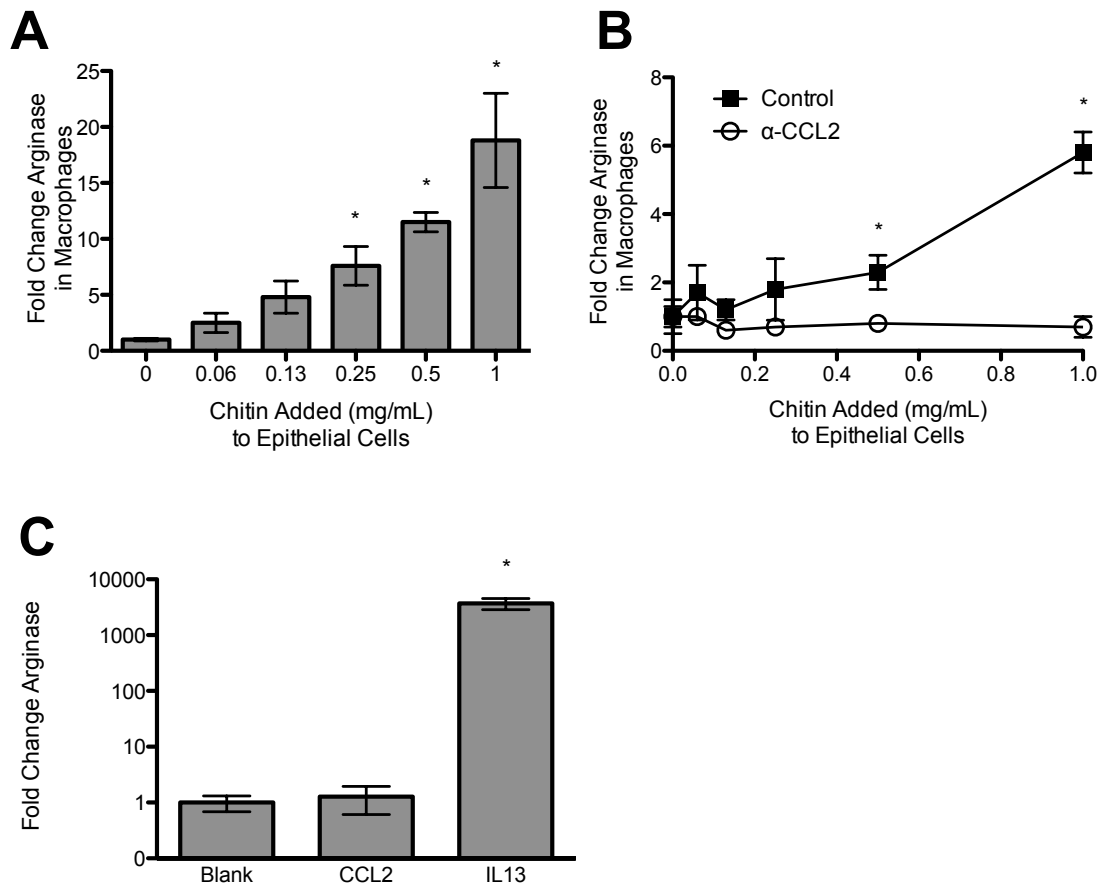 A
Fold Change Arginase
in Macrophages
25
20
15
10
5
0
*
*
*
0
0.06
0.13
0.25
0.5
1
Chitin Added (mg/mL)
to Epithelial Cells
B
Fold Change Arginase
in Macrophages
8
6
4
2
0
Control
α-CCL2
*
*
0.0
0.2
0.4
0.6
0.8
1.0
Chitin Added (mg/mL)
to Epithelial Cells
C
Fold Change Arginase
10000
1000
100
10
1
0
*
Blank
CCL2
IL13